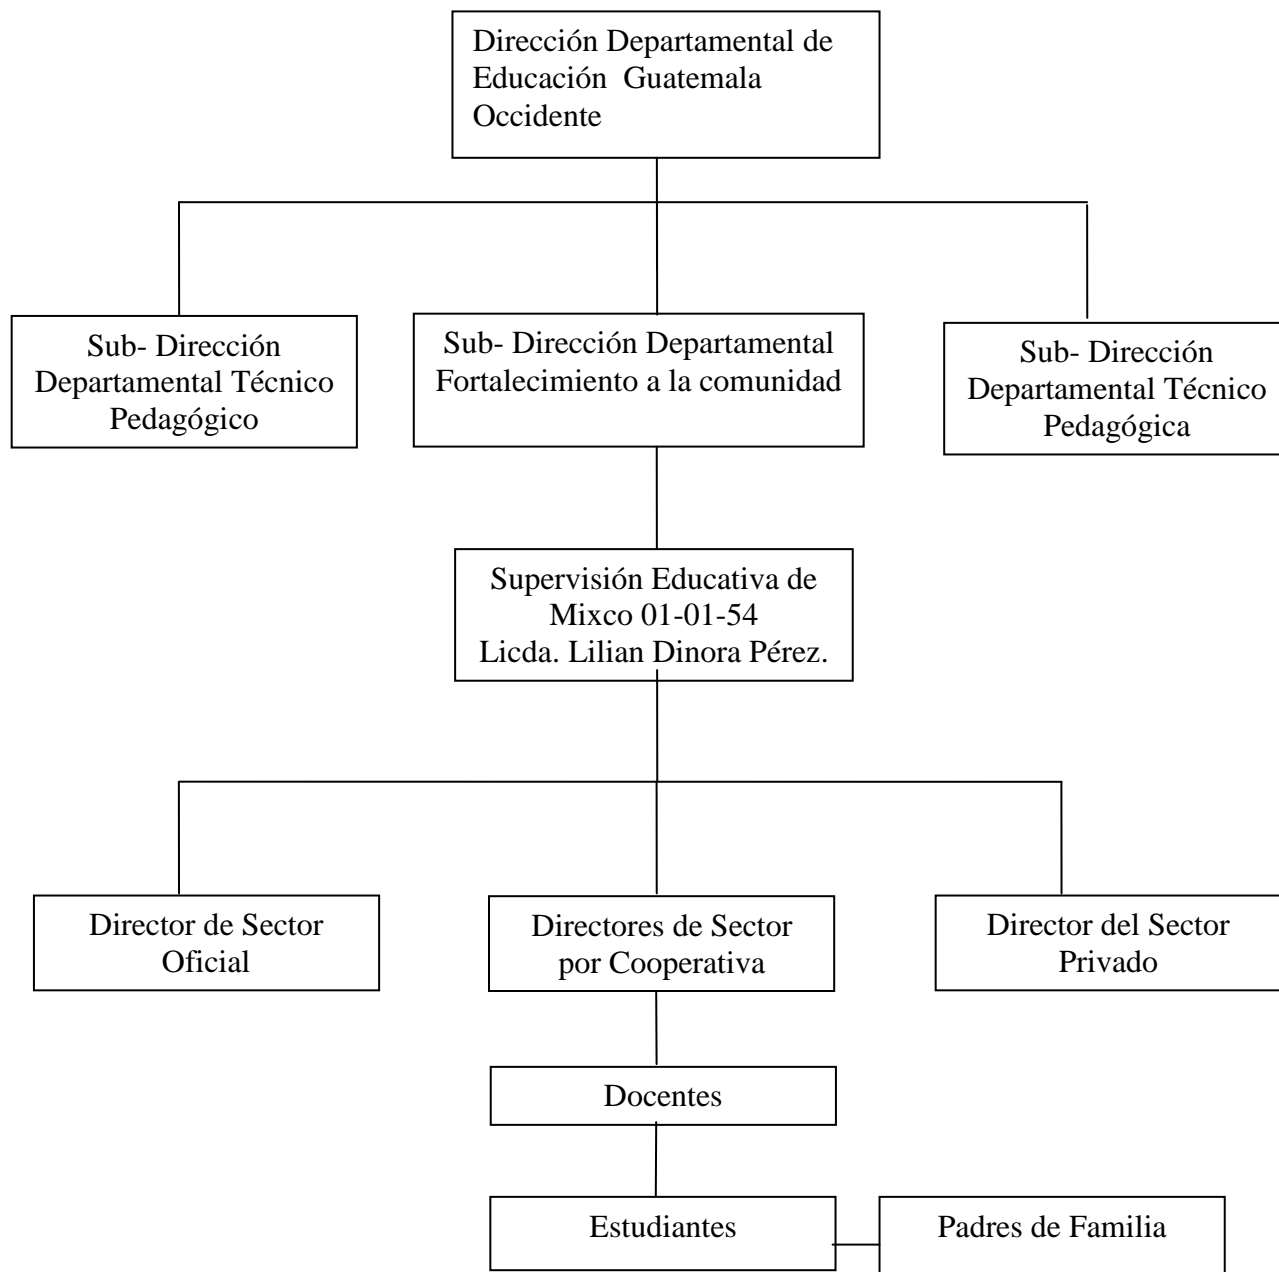 Dirección Departamental de
Educación  Guatemala
Occidente
Sub- Dirección
Departamental Técnico
Pedagógico
Sub- Dirección Departamental
Fortalecimiento a la comunidad
Sub- Dirección
Departamental Técnico
Pedagógica
Supervisión Educativa de
Mixco 01-01-54
Licda. Lilian Dinora Pérez.
Director de Sector
Oficial
Directores de Sector
por Cooperativa
Director del Sector
Privado
Docentes
Estudiantes
Padres de Familia